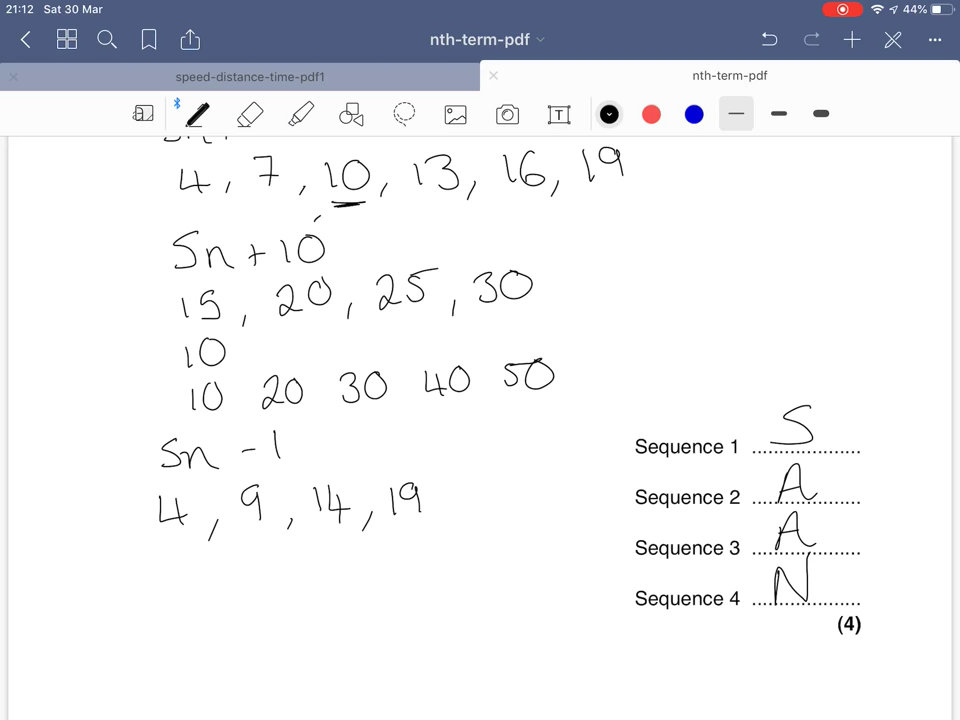 21:12 Sat 30 Mar 44%
nth-term-pdf
speed-distance-time-pdf1 nth-term-pdf
T
4, 7, 10, 13, 16, 19
5n + 10
15, 20, 25, 30
10
10 20 30 40 50
5n - 1
4, 9, 14, 19
Sequence 1 S
Sequence 2 A
Sequence 3 A
Sequence 4 N
(4)